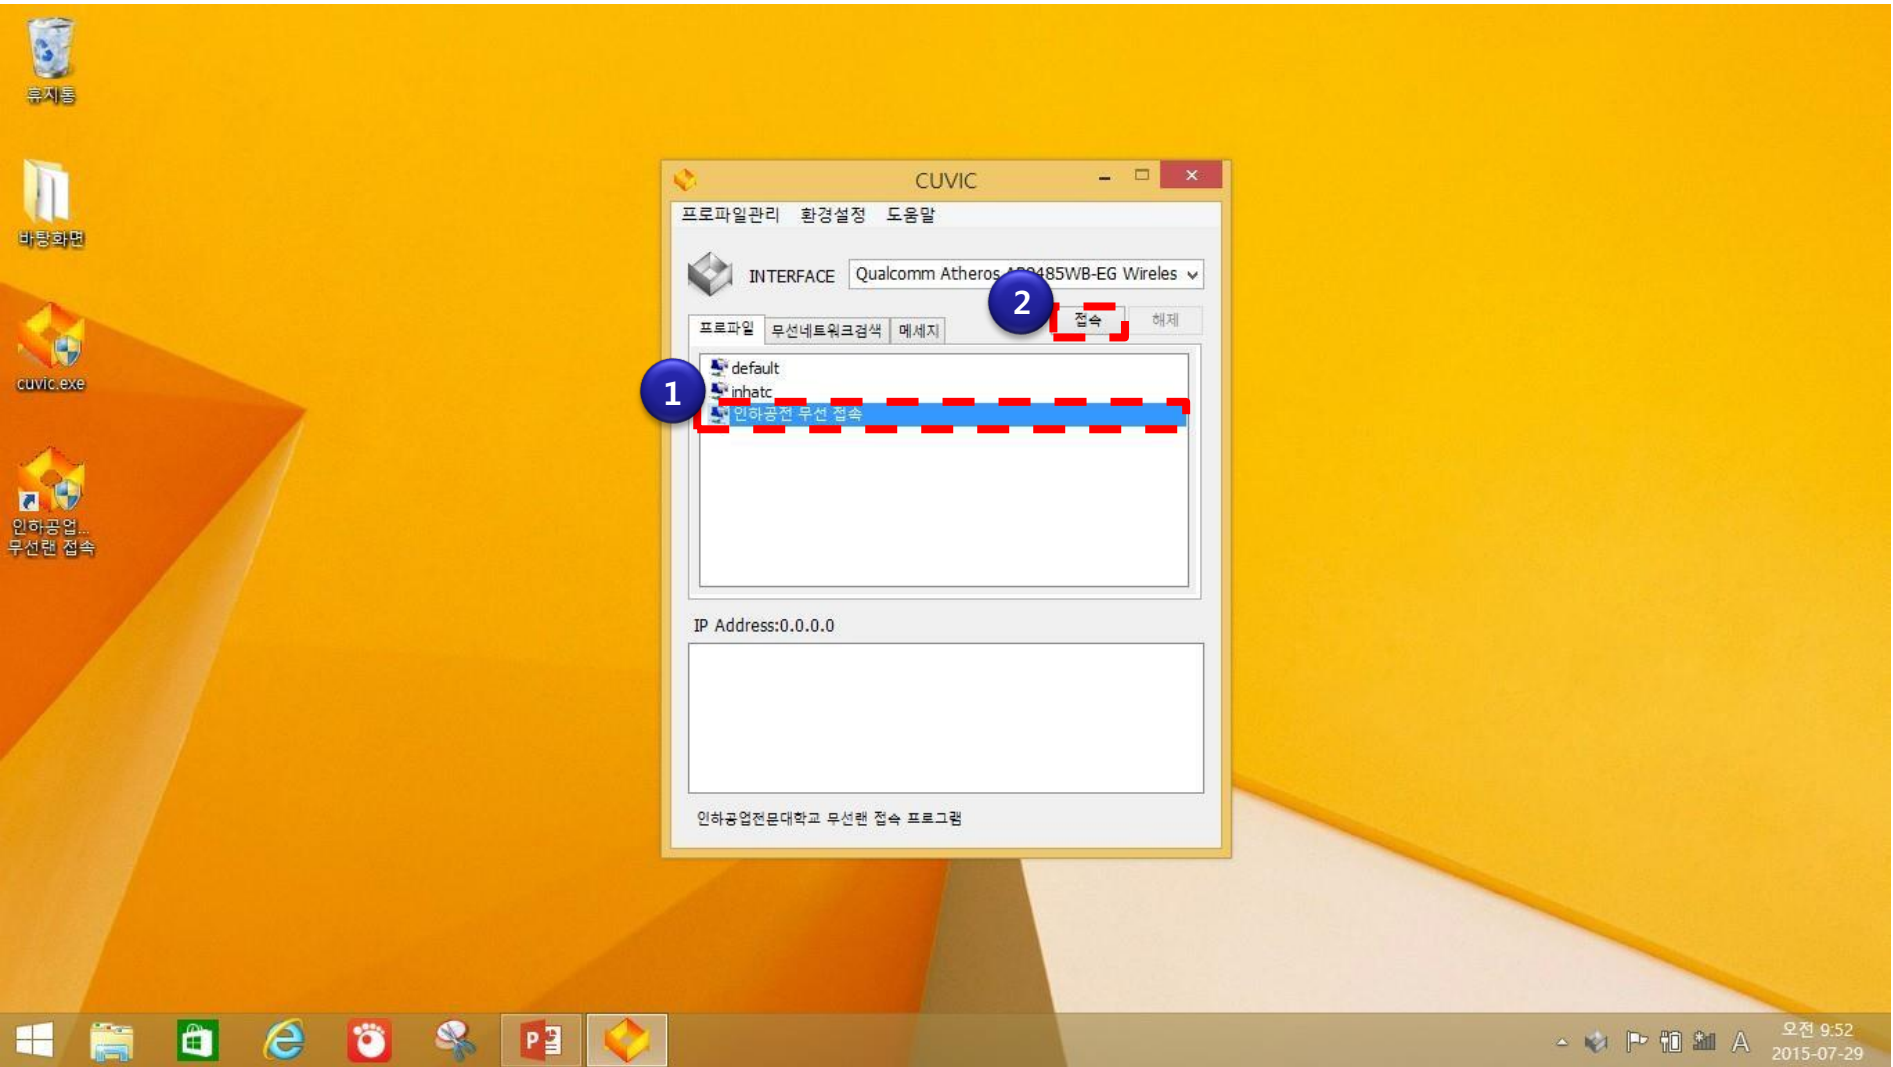 휴지통
바탕화면
cuvic.exe
인하공업...
무선랜 접속
CUVIC
프로파일관리 환경설정 도움말
INTERFACE Qualcomm Atheros 485WB-EG Wireles
2
접속 해제
프로파일 무선네트워크검색 메세지
default
1
inhatc
인하공전 무선 접속
IP Address:0.0.0.0
인하공업전문대학교 무선랜 접속 프로그램
A
오전 9:52
2015-07-29